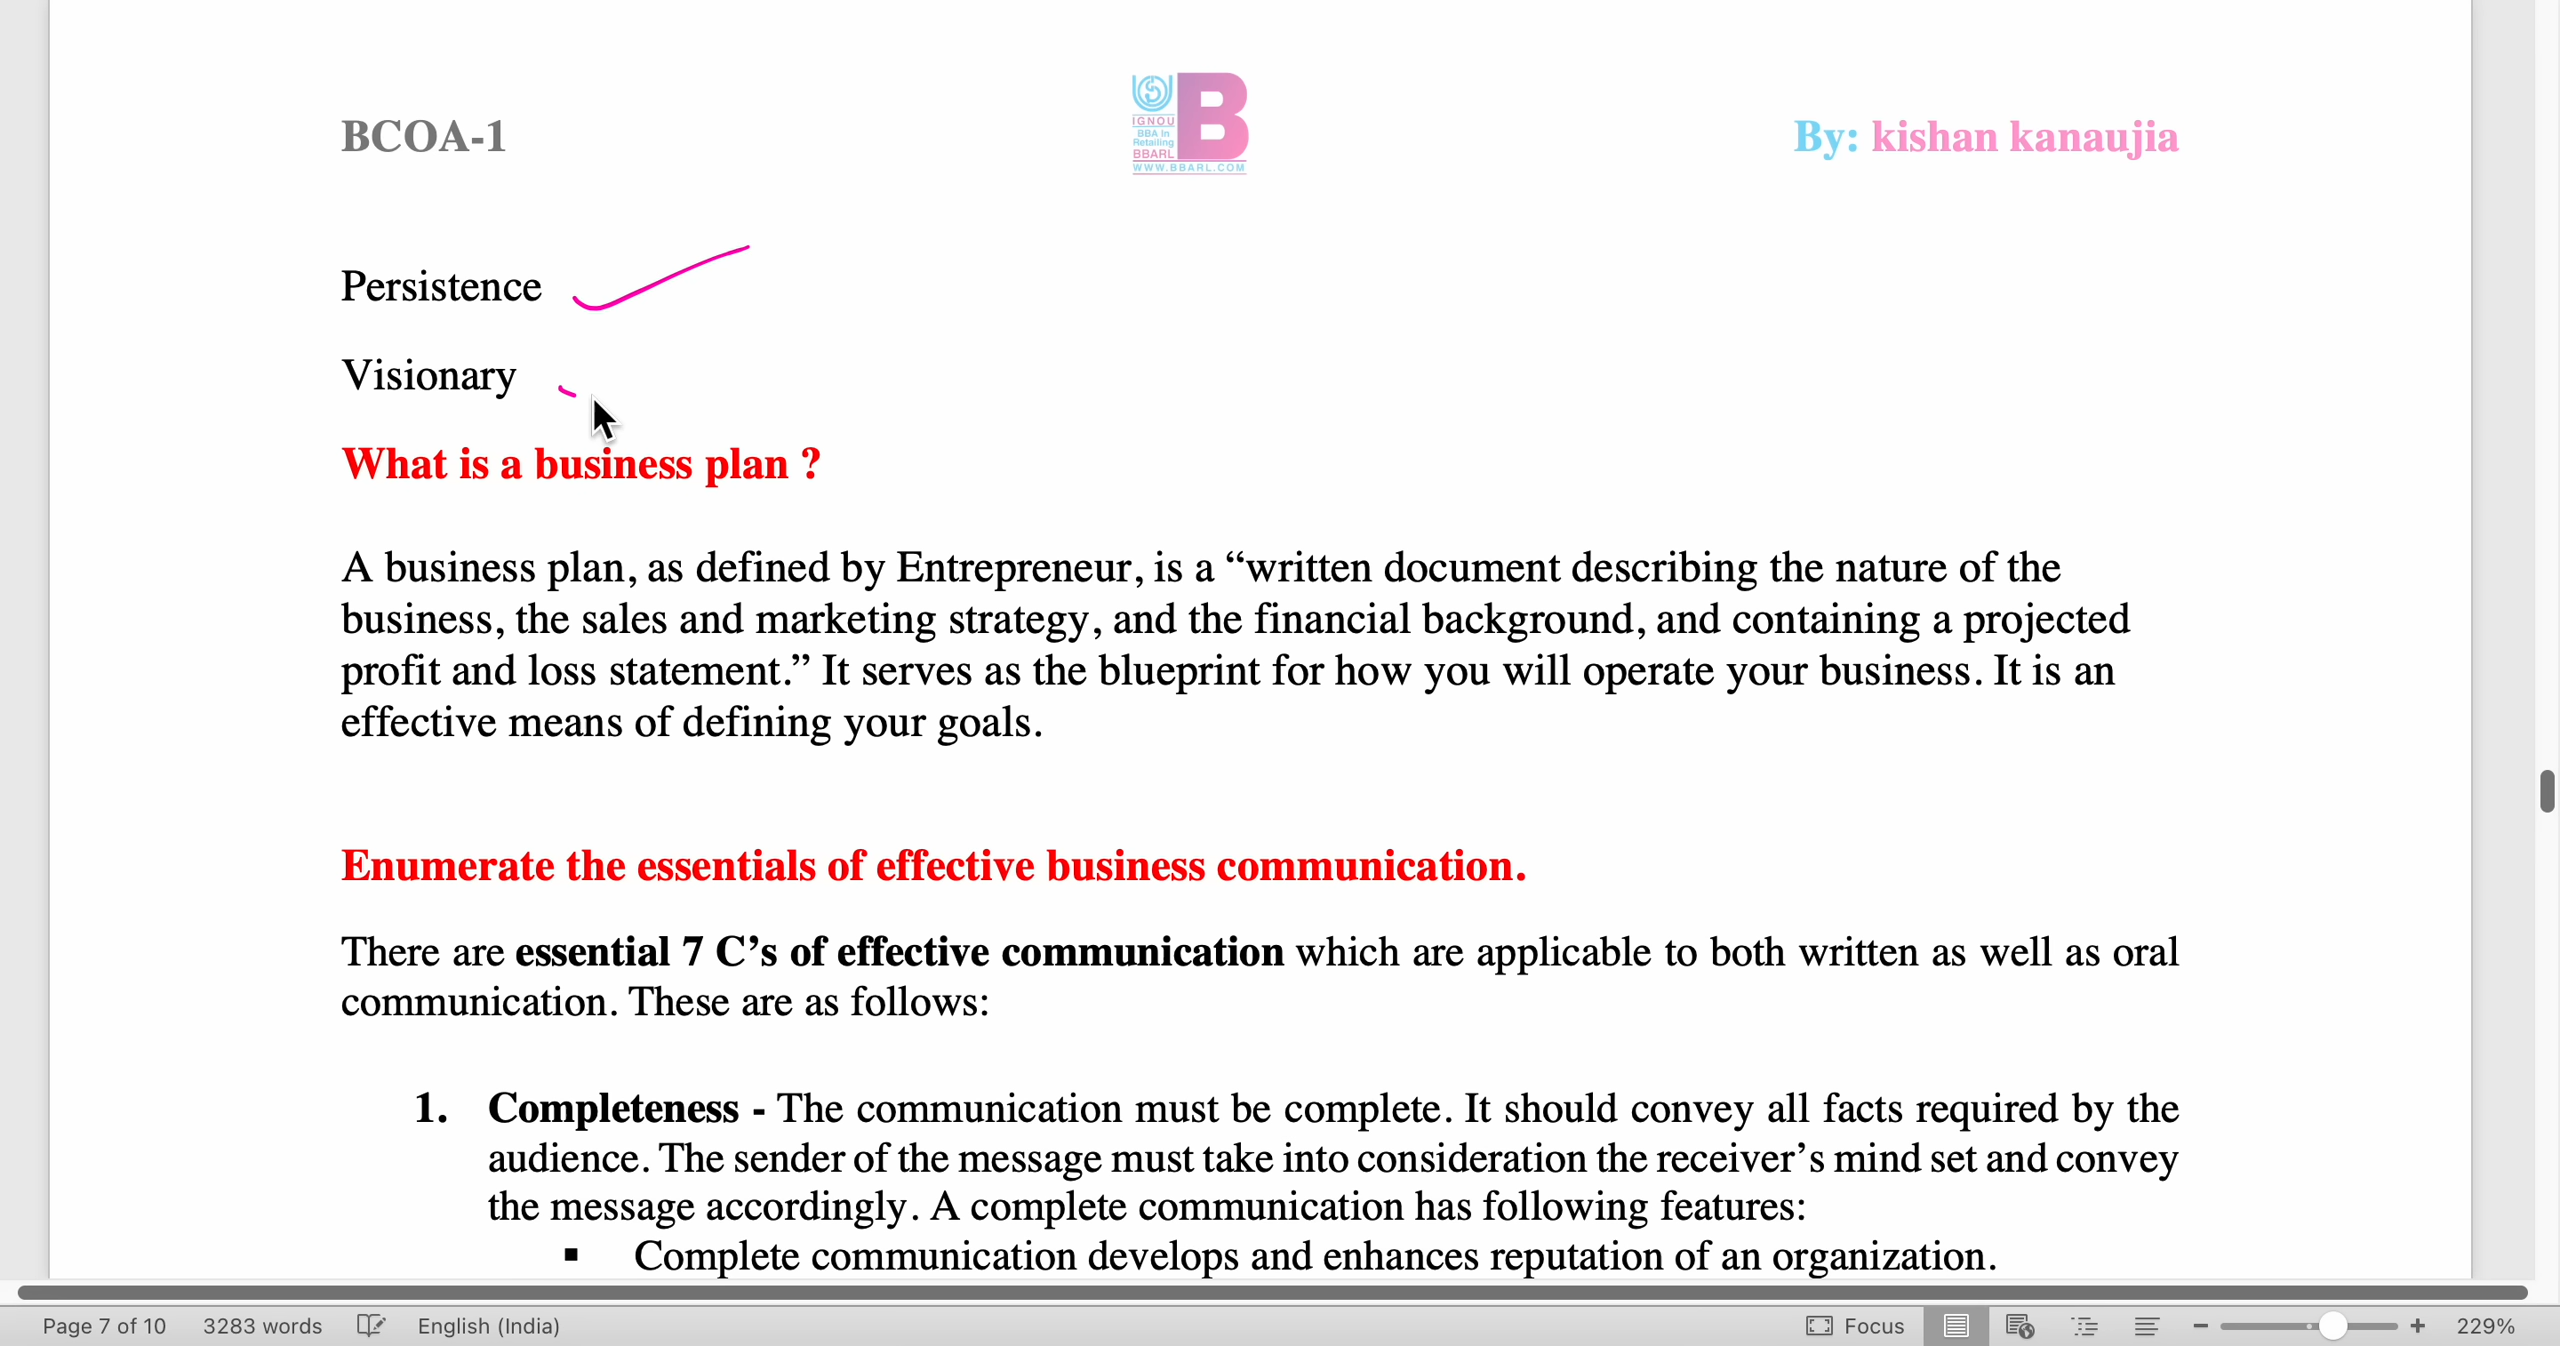 BCOA-1
IGNOU
BBA In
Retailing
BBARL
B
WWW.BBARL.COM
By: kishan kanaujia
Persistence
Visionary
What is a business plan ?
A business plan, as defined by Entrepreneur, is a “written document describing the nature of the
business, the sales and marketing strategy, and the financial background, and containing a projected
profit and loss statement.” It serves as the blueprint for how you will operate your business. It is an
effective means of defining your goals.
Enumerate the essentials of effective business communication.
There are essential 7 C’s of effective communication which are applicable to both written as well as oral
communication. These are as follows:
1. Completeness - The communication must be complete. It should convey all facts required by the
audience. The sender of the message must take into consideration the receiver’s mind set and convey
the message accordingly. A complete communication has following features:
▪ Complete communication develops and enhances reputation of an organization.
Page 7 of 10 3283 words English (India) Focus 229%